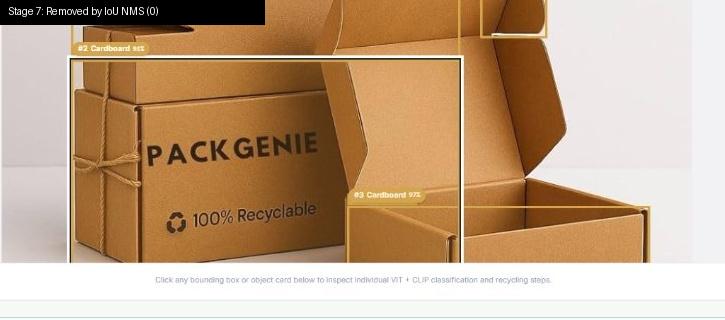 Stage 7: Removed by IoU NMS (0)
#2 Cardboard 95%
PACKGENIE
100% Recyclable
#3 Cardboard 97%
Click any bounding box or object card below to inspect individual ViT + CLIP classification and recycling steps.